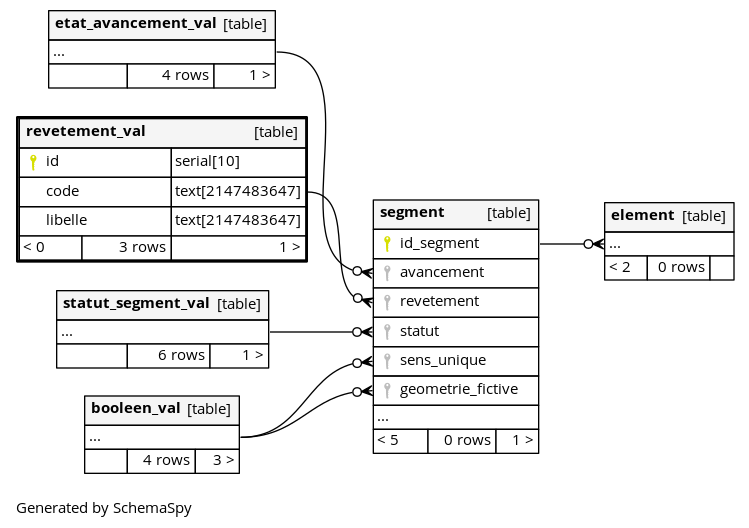 etat_avancement_val [table]
...
4 rows 1 >
revetement_val [table]
id serial[10]
code text[2147483647]
libelle text[2147483647]
< 0 3 rows 1 >
statut_segment_val [table]
...
6 rows 1 >
booleen_val [table]
...
4 rows 3 >
segment [table]
id_segment
avancement
revetement
statut
sens_unique
geometrie_fictive
...
< 5 0 rows 1 >
element [table]
...
< 2 0 rows
Generated by SchemaSpy